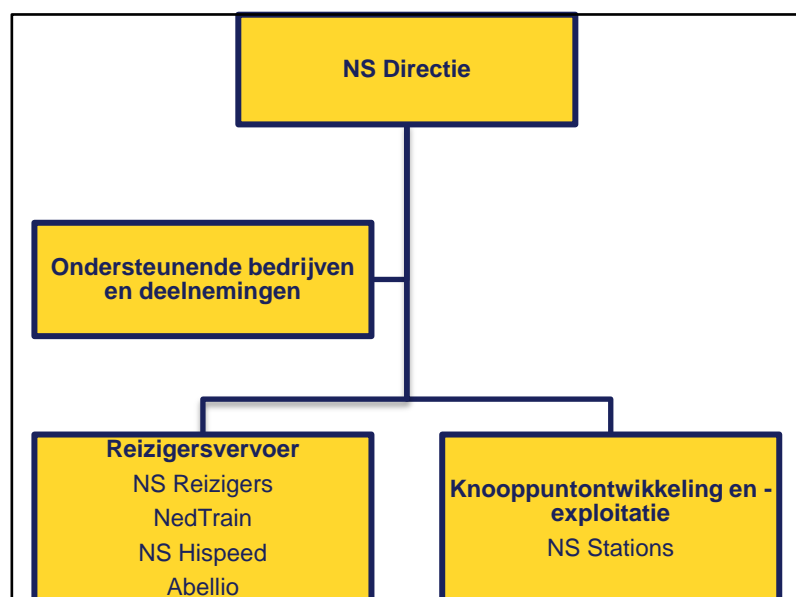 NS Directie
Ondersteunende bedrijven
en deelnemingen
Reizigersvervoer
NS Reizigers
NedTrain
NS Hispeed
Abellio
Knooppuntontwikkeling en -
exploitatie
NS Stations